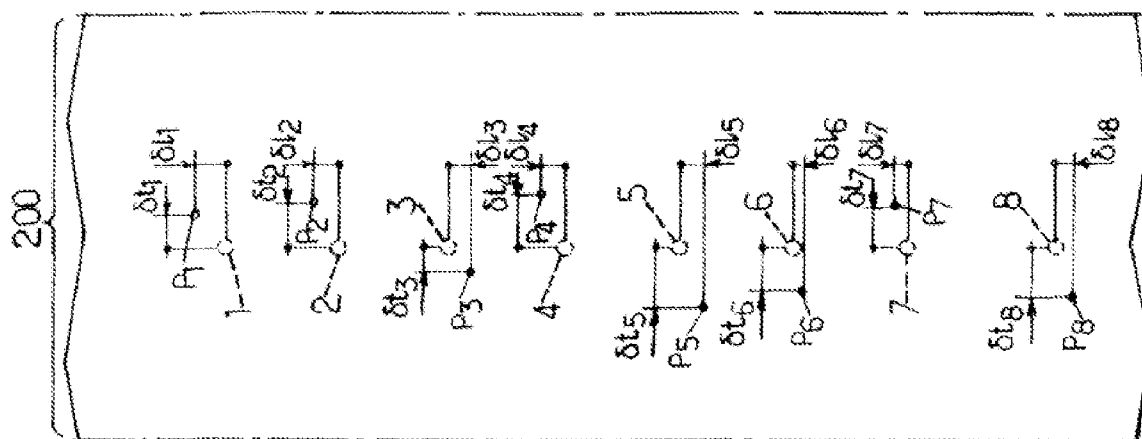 200
δt₁ δl₁
P₁
1
δt₂ δl₂
P₂
2
3
δl₃
δt₃
P₃
δt₄ δl₄
P₄
4
5
δl₅
δt₅
P₅
6
δl₆
δt₆
P₆
δt₇ δl₇
P₇
7
8
δl₈
δt₈
P₈